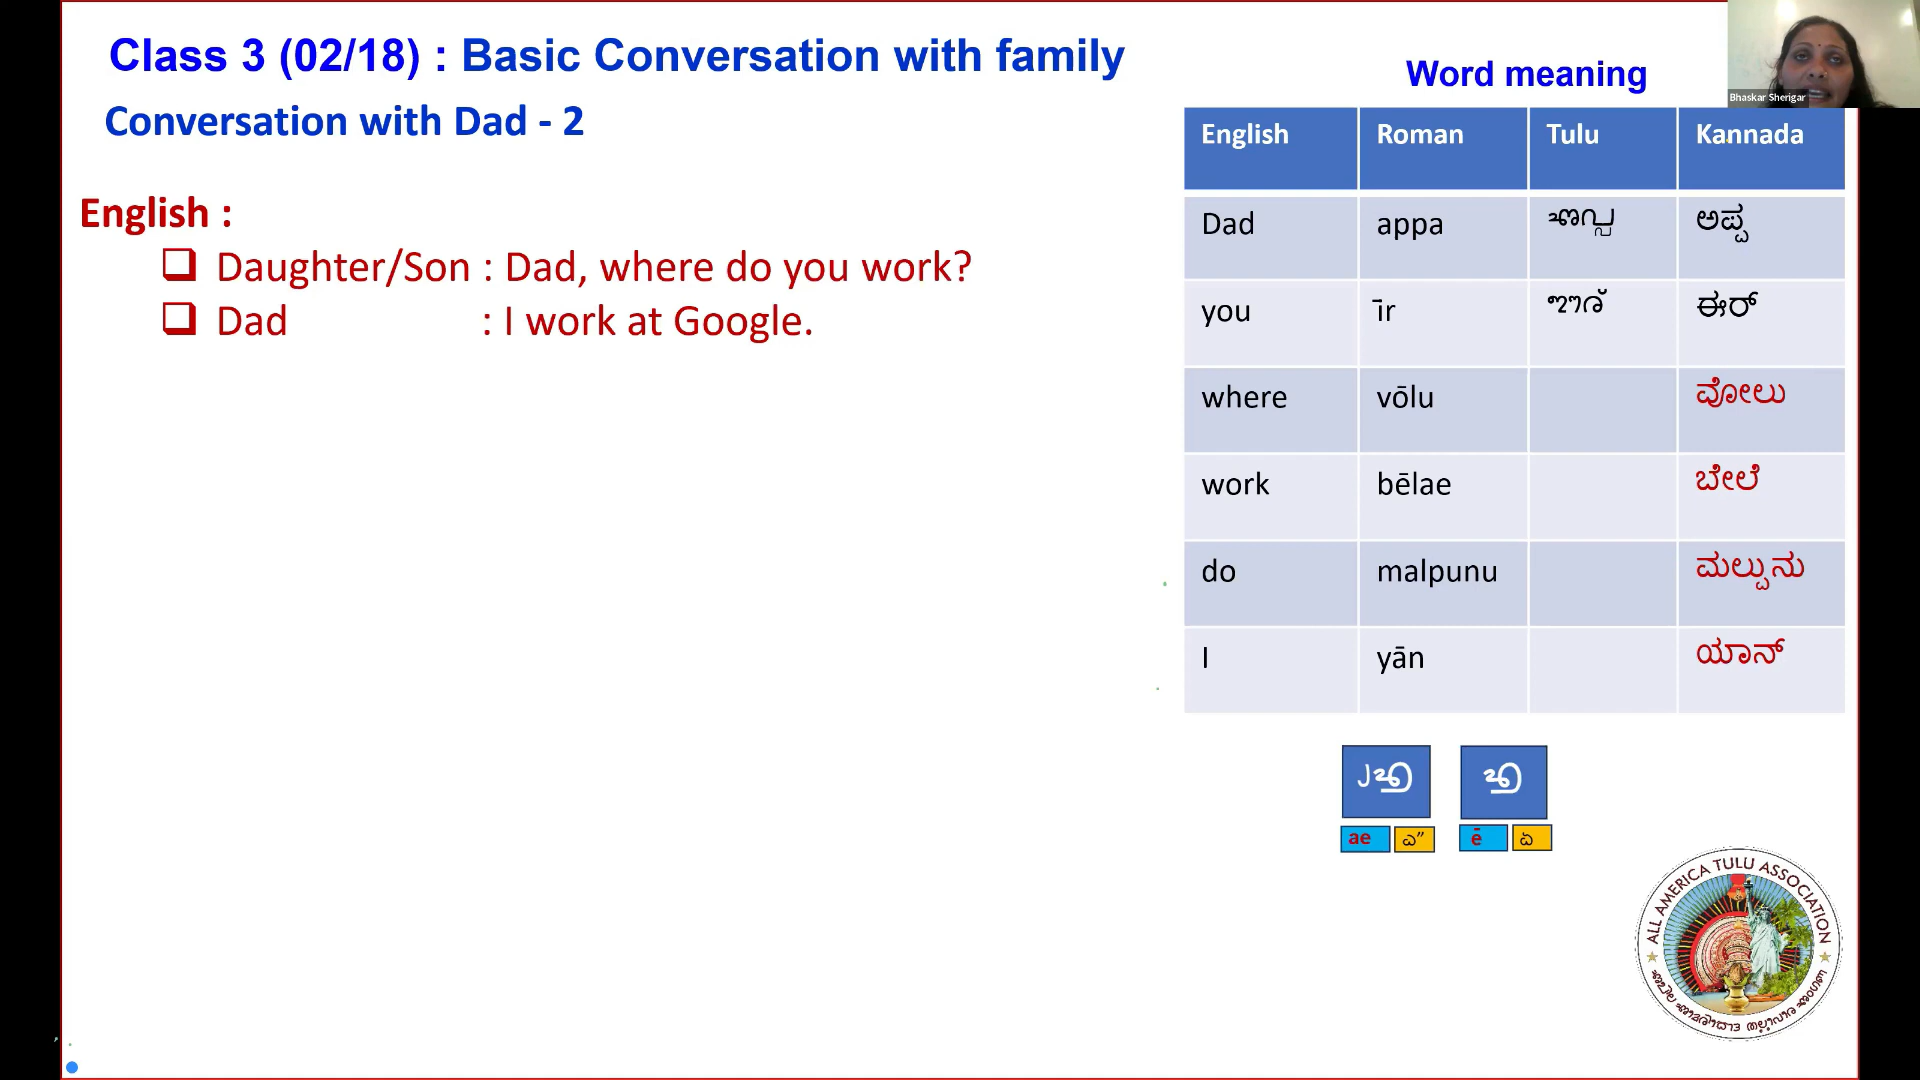 Class 3 (02/18) : Basic Conversation with family
Conversation with Dad - 2
English :
Daughter/Son : Dad, where do you work?
Dad : I work at Google.
Word meaning
Bhaskar Sherigar
English Roman Tulu Kannada
Dad appa ಅಪ್ಪ
you īr ಈರ್
where vōlu ವೋಲು
work bēlae ಬೇಲೆ
do malpunu ಮಲ್ಪುನು
I yān ಯಾನ್
ae ಎ” ē ಏ
ALL AMERICA TULU ASSOCIATION